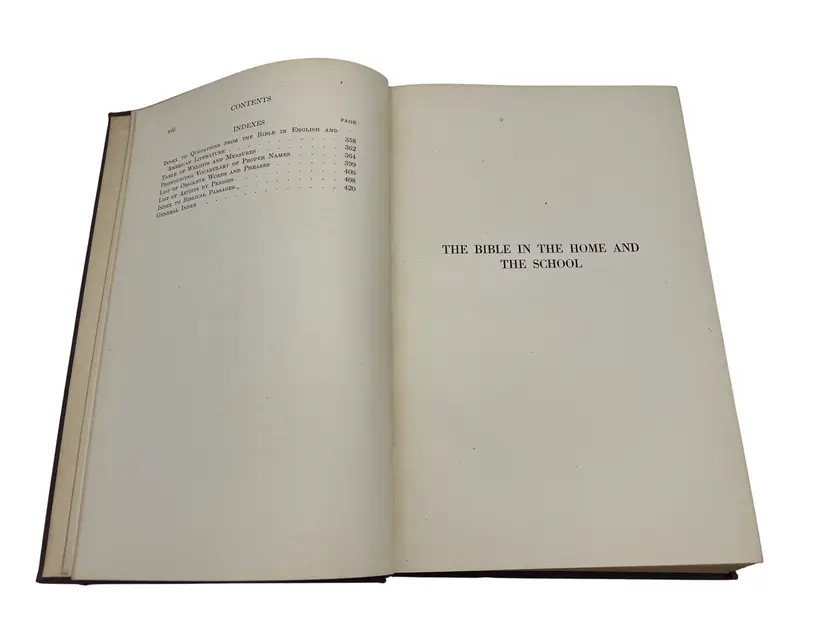 CONTENTS
viii
INDEXES
PAGE
INDEX TO QUOTATIONS FROM THE BIBLE IN ENGLISH AND
AMERICAN LITERATURE . . . . . . . 358
TABLE OF WEIGHTS AND MEASURES . . . . . . 362
PRONOUNCING VOCABULARY OF PROPER NAMES . . . . 364
LIST OF OBSOLETE WORDS AND PHRASES . . . . . 399
LIST OF ARTISTS BY PERIODS . . . . . . . 406
INDEX TO BIBLICAL PASSAGES . . . . . . . 408
GENERAL INDEX . . . . . . . . . 420
THE BIBLE IN THE HOME AND
THE SCHOOL